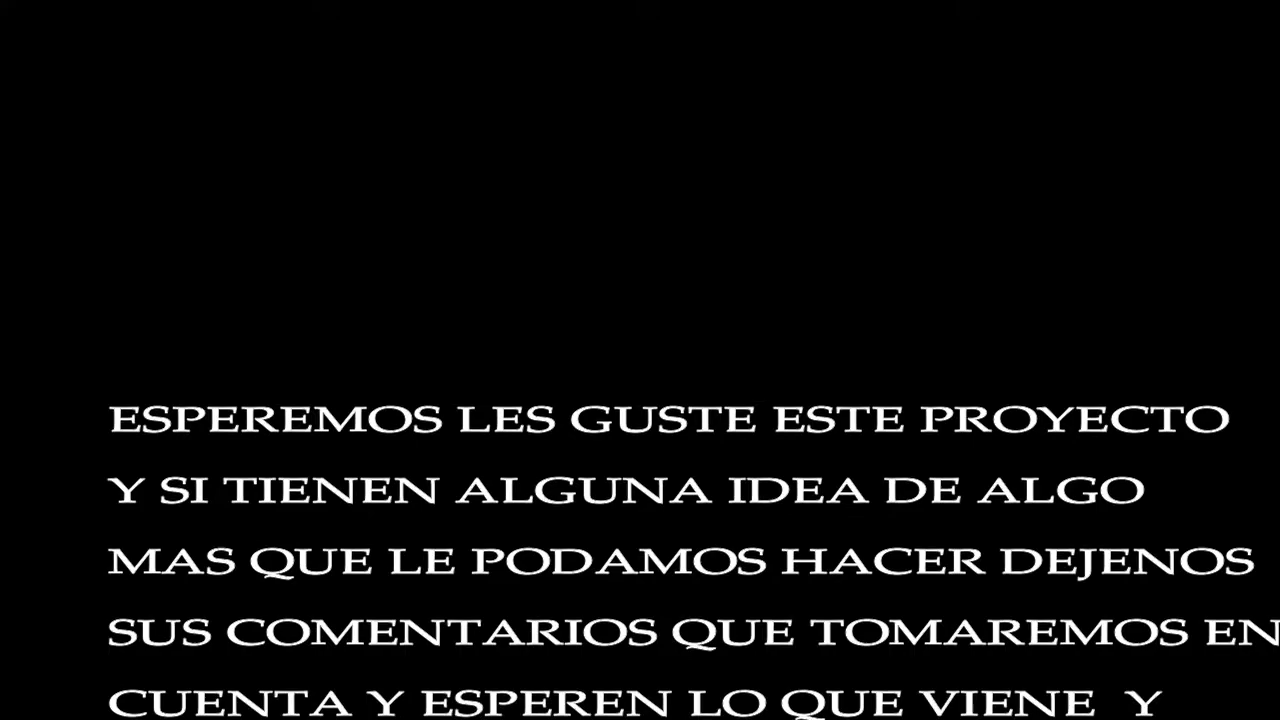 ESPEREMOS LES GUSTE ESTE PROYECTO
Y SI TIENEN ALGUNA IDEA DE ALGO
MAS QUE LE PODAMOS HACER DEJENOS
SUS COMENTARIOS QUE TOMAREMOS EN
CUENTA Y ESPEREN LO QUE VIENE Y